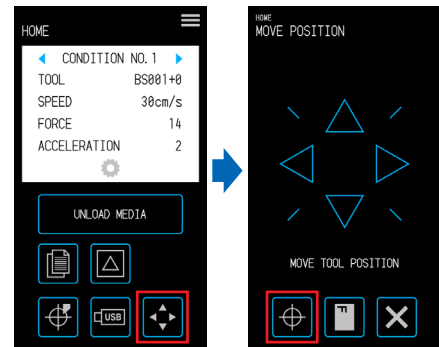 HOME
CONDITION NO.1
TOOL BS001+0
SPEED 30cm/s
FORCE 14
ACCELERATION 2
UNLOAD MEDIA
USB
HOME
MOVE POSITION
MOVE TOOL POSITION
F